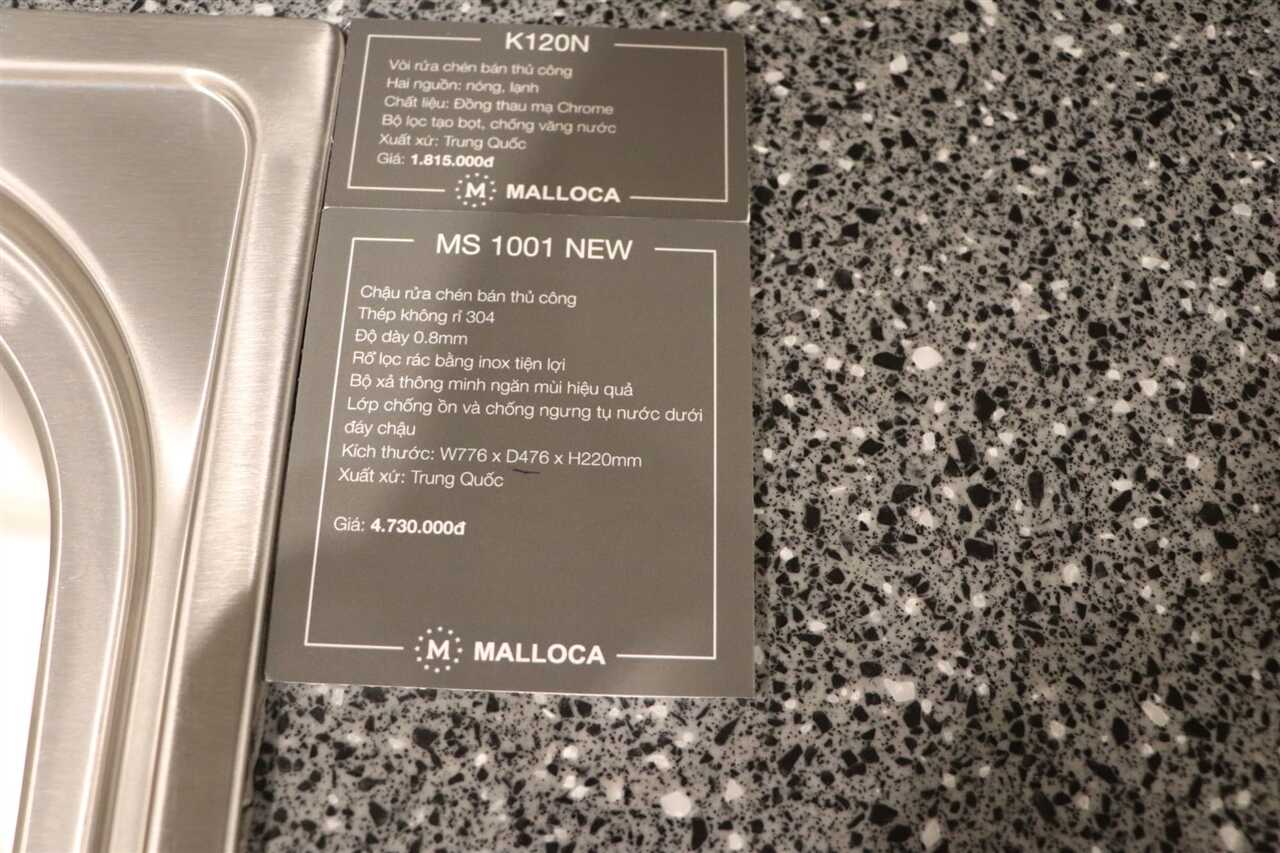 K120N
Vòi rửa chén bán thủ công
Hai nguồn: nóng, lạnh
Chất liệu: Đồng thau mạ Chrome
Bộ lọc tạo bọt, chống văng nước
Xuất xứ: Trung Quốc
Giá: 1.815.000đ
M MALLOCA
MS 1001 NEW
Chậu rửa chén bán thủ công
Thép không rỉ 304
Độ dày 0.8mm
Rổ lọc rác bằng inox tiện lợi
Bộ xả thông minh ngăn mùi hiệu quả
Lớp chống ồn và chống ngưng tụ nước dưới
đáy chậu
Kích thước: W776 x D476 x H220mm
Xuất xứ: Trung Quốc
Giá: 4.730.000đ
M MALLOCA